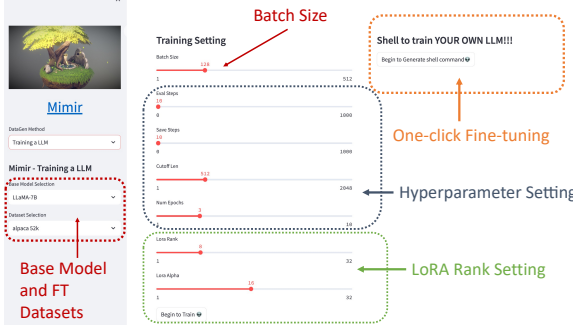 Mimir
DataGen Method
Training a LLM
Mimir - Training a LLM
Base Model Selection
LLaMA-7B
Dataset Selection
alpaca 52k
Base Model
and FT
Datasets
Batch Size
Training Setting
Batch Size
128
1 512
Eval Steps
10
0 1000
Save Steps
10
0 1000
Cutoff Len
512
1 2048
Num Epochs
3
1 10
Lora Rank
8
1 32
Lora Alpha
16
1 32
Begin to Train
Shell to train YOUR OWN LLM!!!
Begin to Generate shell command
One-click Fine-tuning
Hyperparameter Setting
LoRA Rank Setting